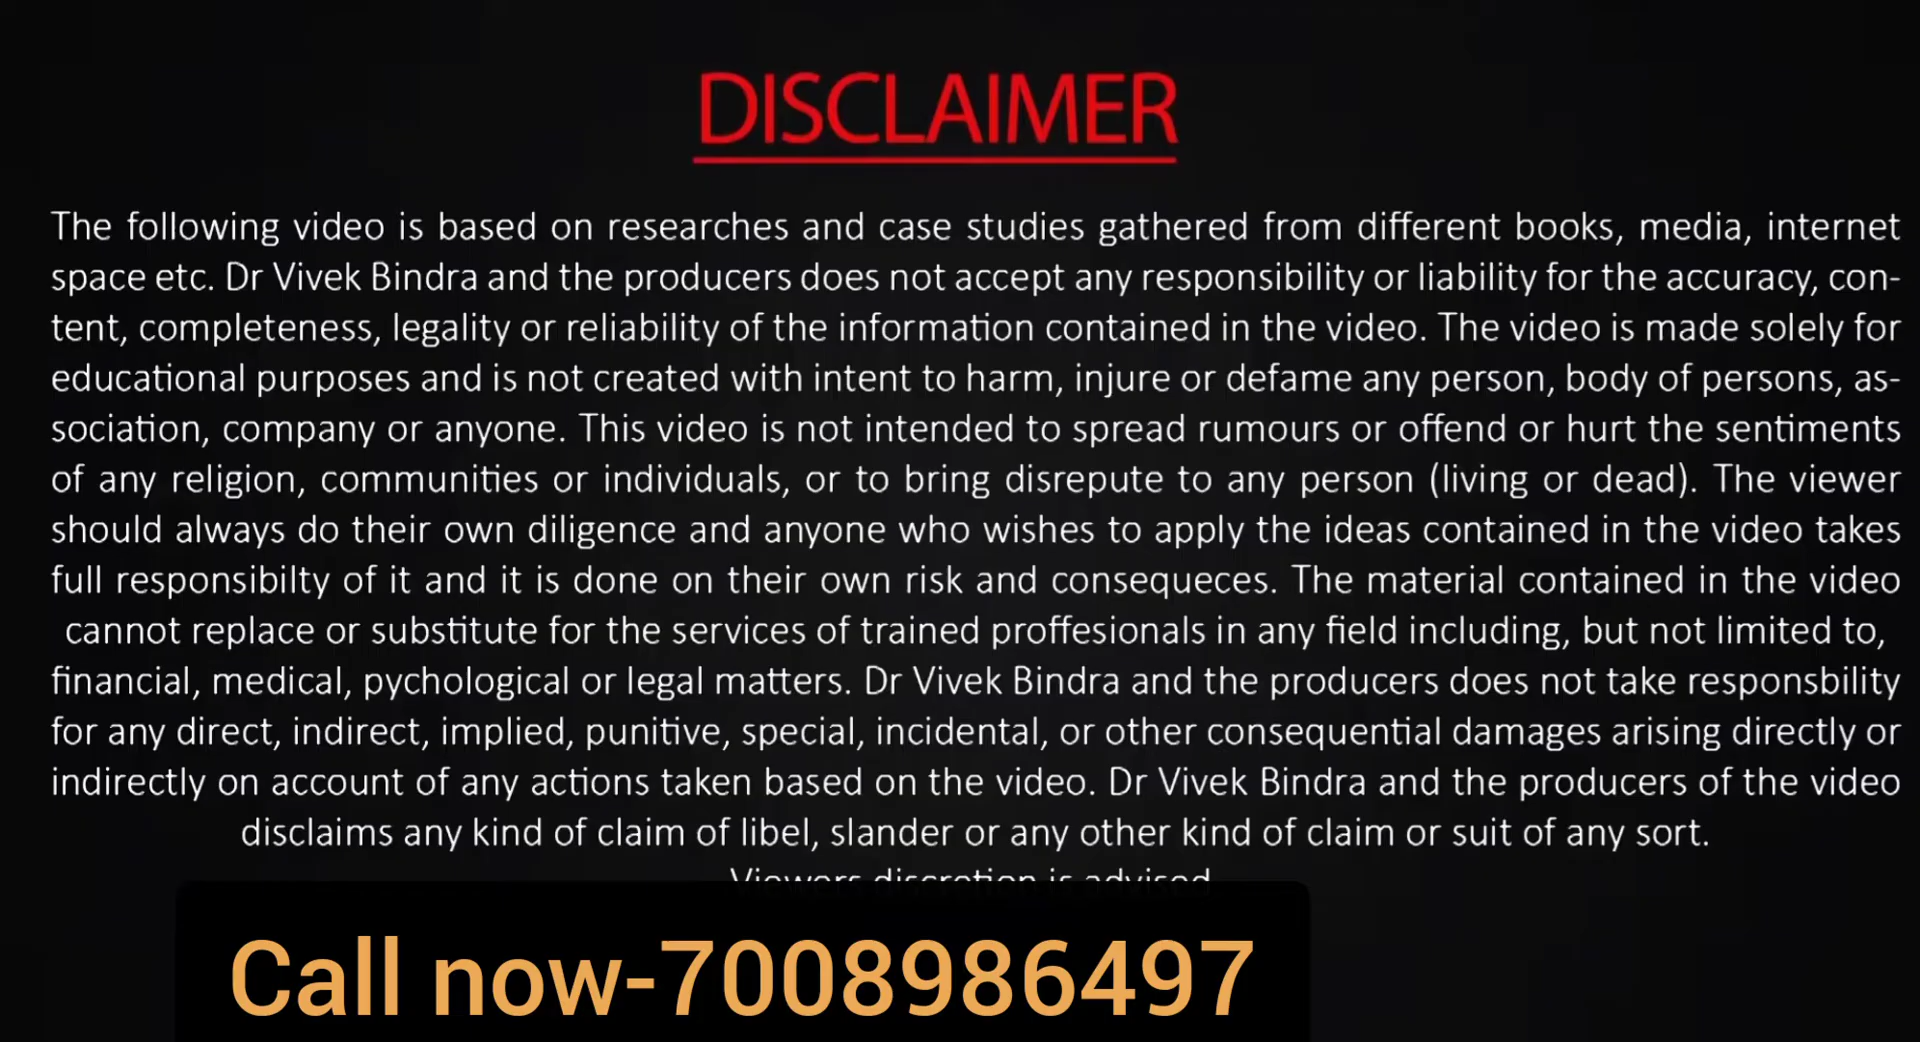 DISCLAIMER
The following video is based on researches and case studies gathered from different books, media, internet
space etc. Dr Vivek Bindra and the producers does not accept any responsibility or liability for the accuracy, con-
tent, completeness, legality or reliability of the information contained in the video. The video is made solely for
educational purposes and is not created with intent to harm, injure or defame any person, body of persons, as-
sociation, company or anyone. This video is not intended to spread rumours or offend or hurt the sentiments
of any religion, communities or individuals, or to bring disrepute to any person (living or dead). The viewer
should always do their own diligence and anyone who wishes to apply the ideas contained in the video takes
full responsibilty of it and it is done on their own risk and consequeces. The material contained in the video
cannot replace or substitute for the services of trained proffesionals in any field including, but not limited to,
financial, medical, pychological or legal matters. Dr Vivek Bindra and the producers does not take responsbility
for any direct, indirect, implied, punitive, special, incidental, or other consequential damages arising directly or
indirectly on account of any actions taken based on the video. Dr Vivek Bindra and the producers of the video
disclaims any kind of claim of libel, slander or any other kind of claim or suit of any sort.
Viewers discretion is advised
Call now-7008986497